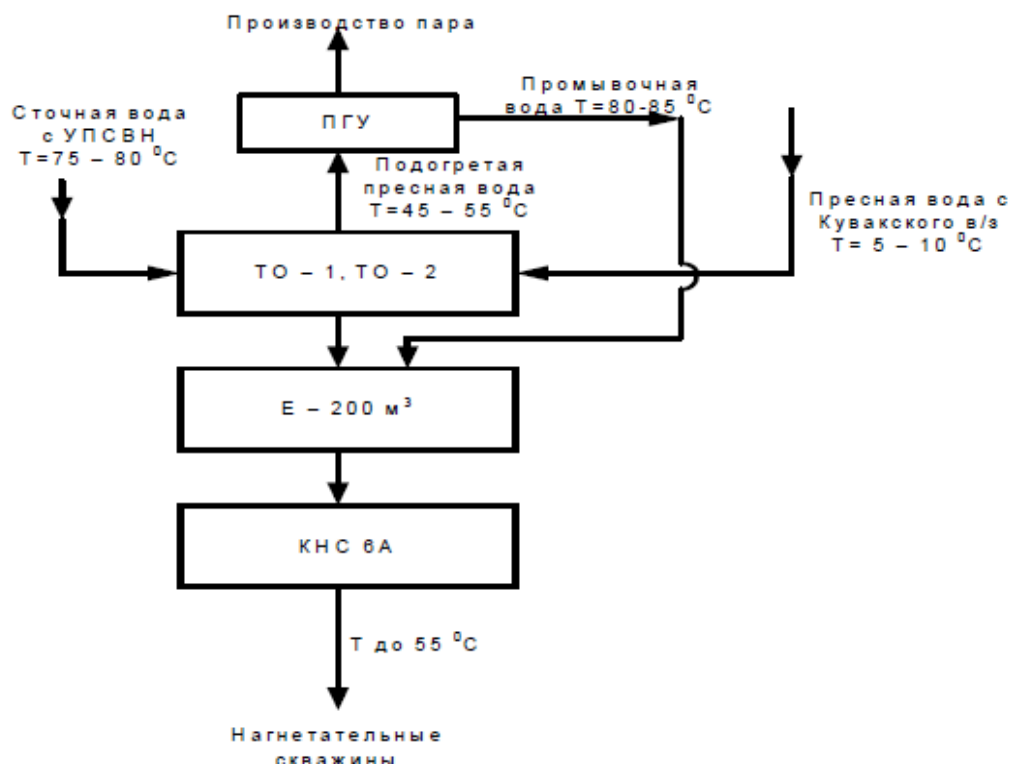 Производство пара
Промывочная
вода Т=80-85 ⁰С
ПГУ
Сточная вода
с УПСВН
Т=75 – 80 ⁰С
Подогретая
пресная вода
Т=45 – 55 ⁰С
Пресная вода с
Кувакского в/з
Т= 5 – 10 ⁰С
ТО – 1, ТО – 2
Е – 200 м³
КНС 6А
Т до 55 ⁰С
Нагнетательные
скважины